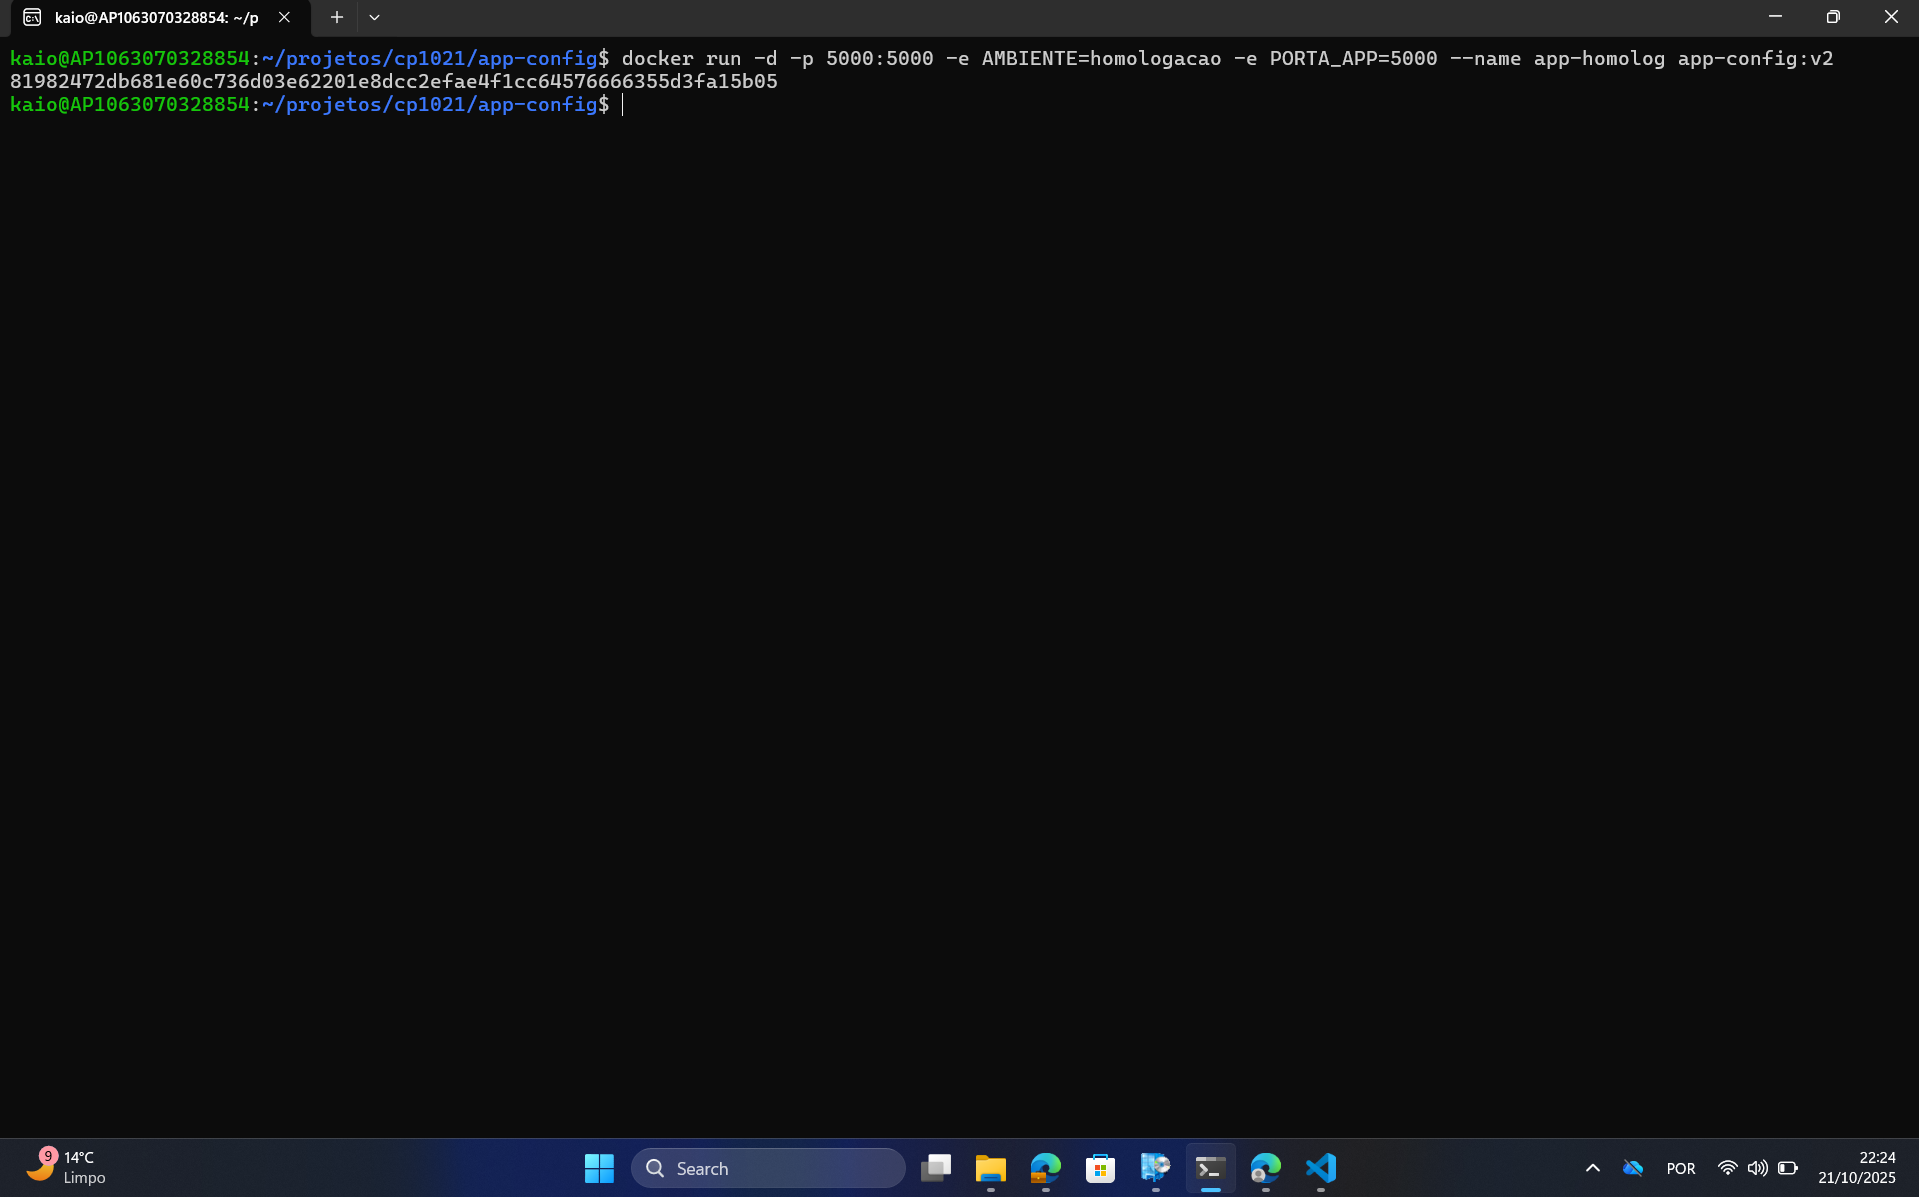 kaio@AP1063070328854: ~/p
kaio@AP1063070328854:~/projetos/cp1021/app-config$ docker run -d -p 5000:5000 -e AMBIENTE=homologacao -e PORTA_APP=5000 --name app-homolog app-config:v2
81982472db681e60c736d03e62201e8dcc2efae4f1cc64576666355d3fa15b05
kaio@AP1063070328854:~/projetos/cp1021/app-config$
9
14°C
Limpo
Search
POR
22:24
21/10/2025